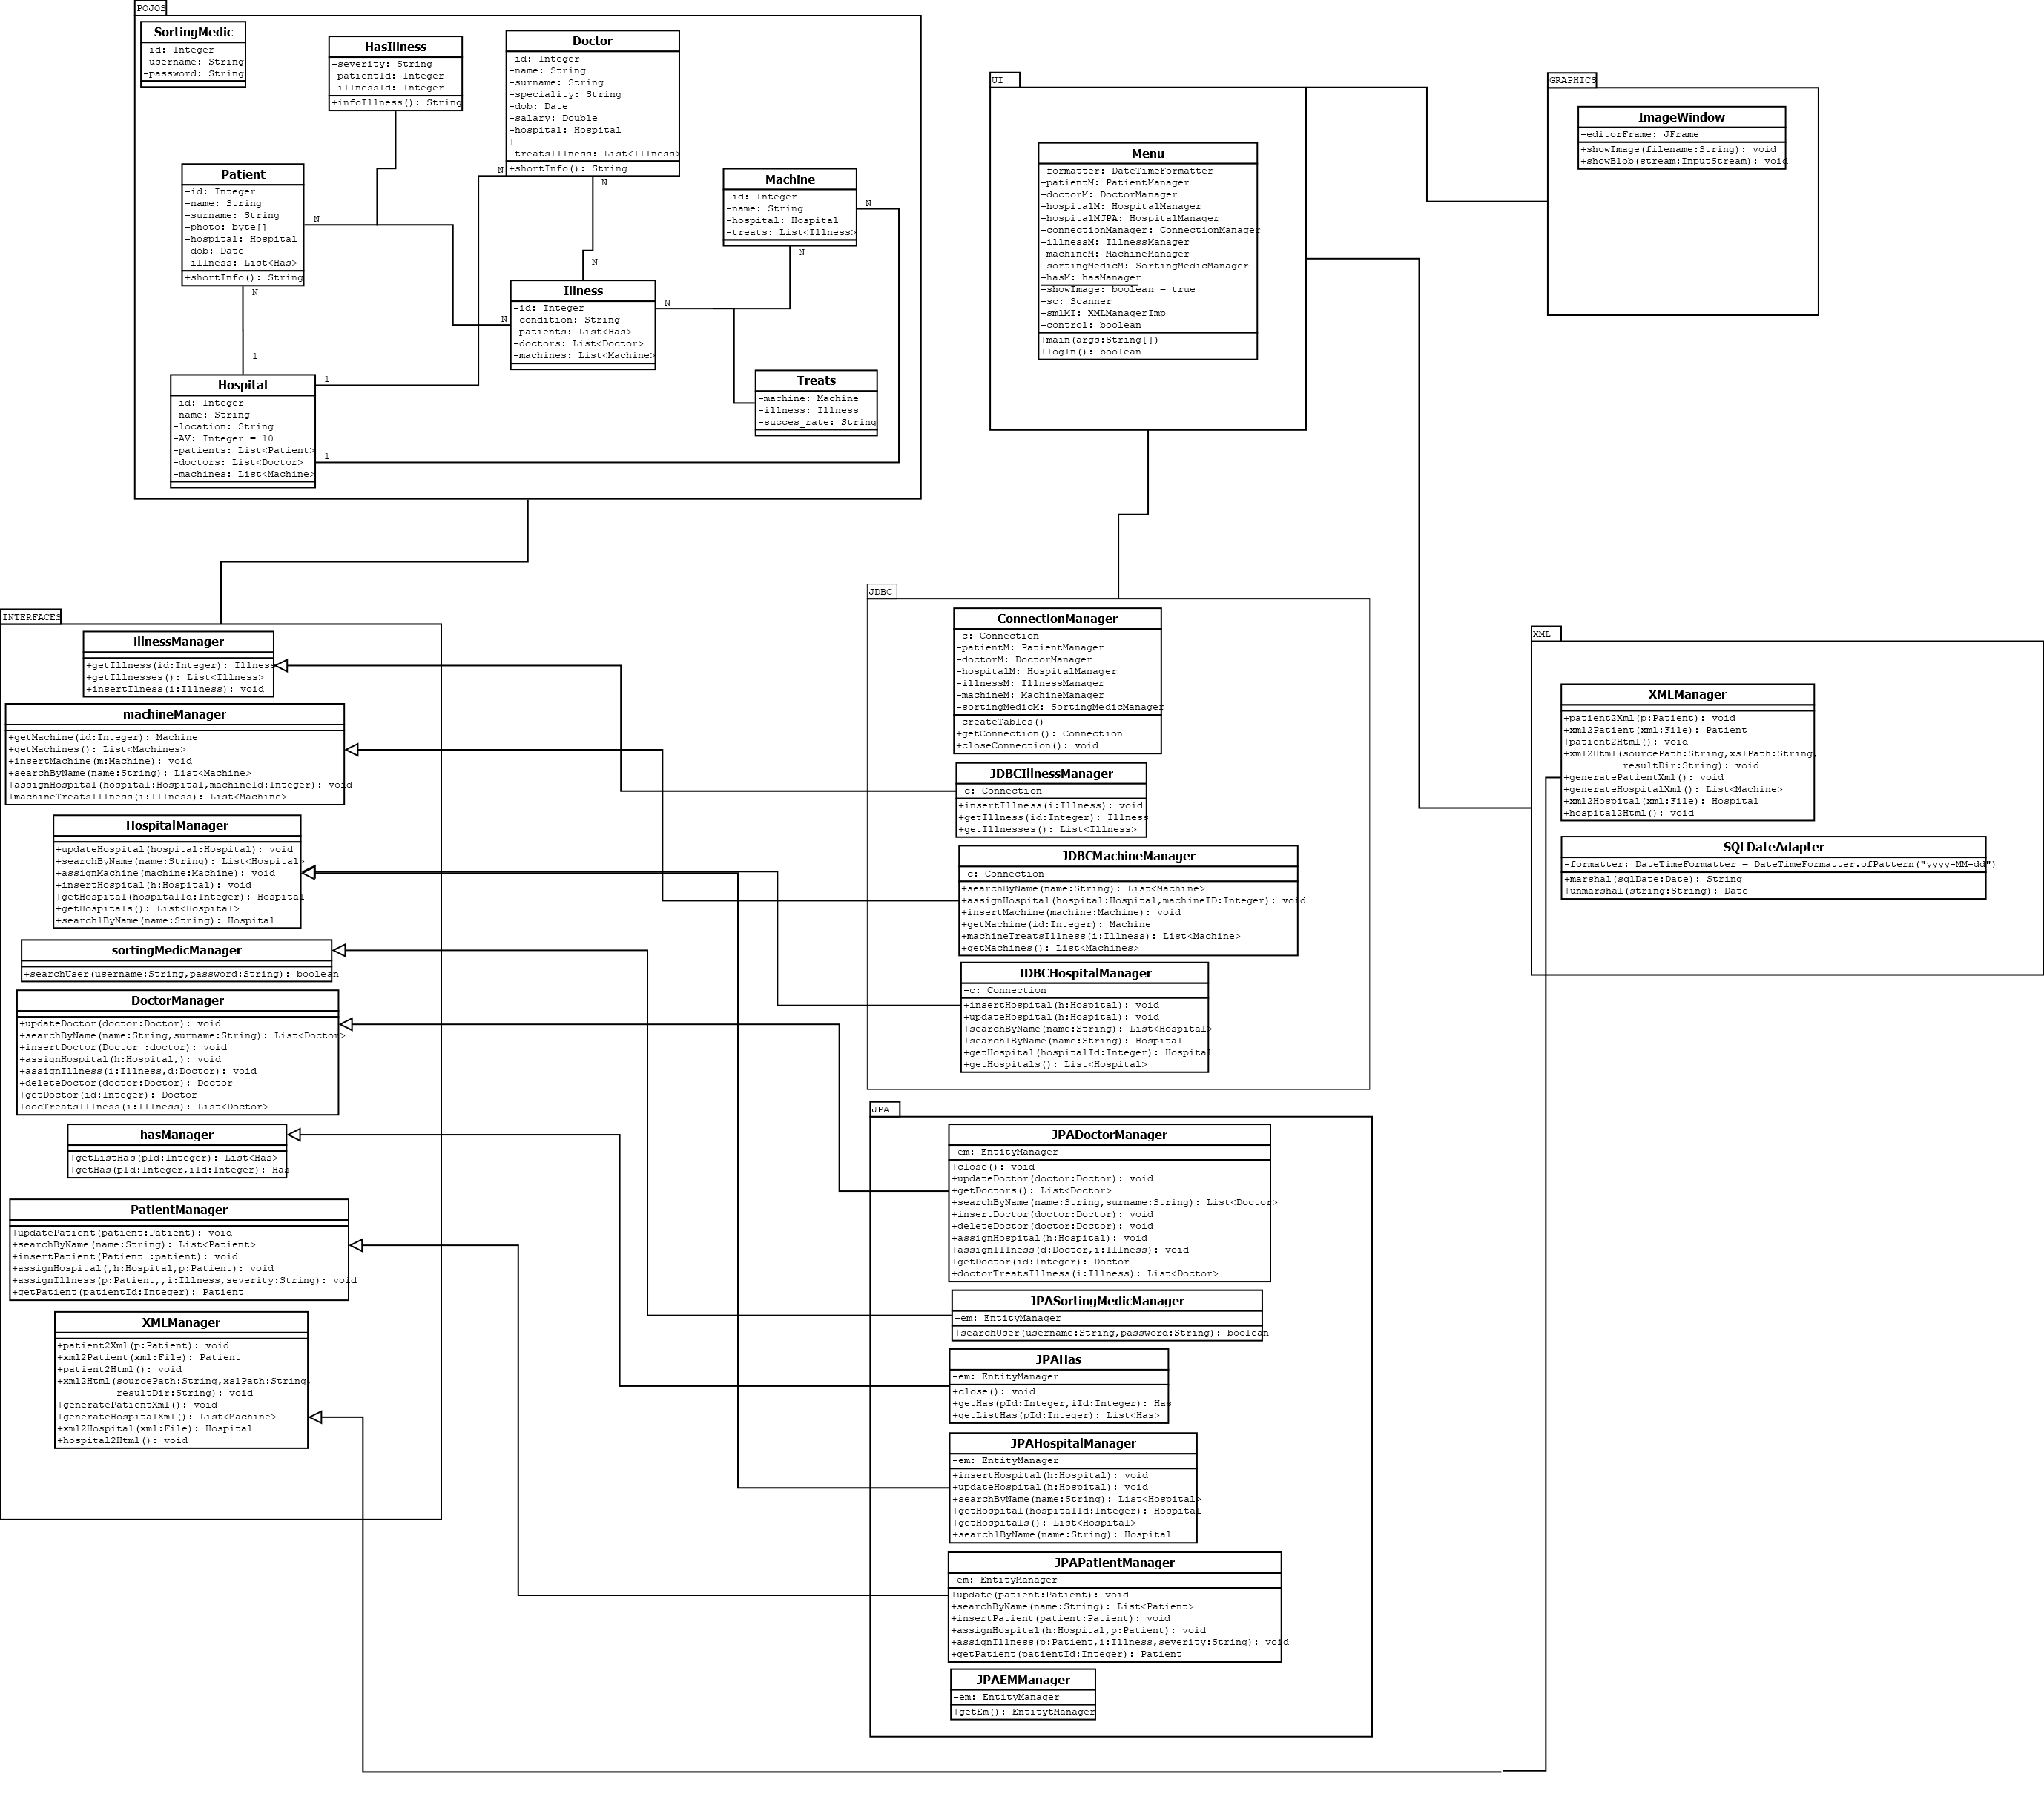 POJOS
SortingMedic
-id: Integer
-username: String
-password: String
HasIllness
-severity: String
-patientId: Integer
-illnessId: Integer
+infoIllness(): String
Doctor
-id: Integer
-name: String
-surname: String
-speciality: String
-dob: Date
-salary: Double
-hospital: Hospital
+
-treatsIllness: List<Illness>
+shortInfo(): String
N
N
Patient
-id: Integer
-name: String
-surname: String
-photo: byte[]
-hospital: Hospital
-dob: Date
-illness: List<Has>
+shortInfo(): String
N
N
Machine
-id: Integer
-name: String
-hospital: Hospital
-treats: List<Illness>
N
N
N
Illness
-id: Integer
-condition: String
-patients: List<Has>
-doctors: List<Doctor>
-machines: List<Machine>
N
N
1
Hospital
-id: Integer
-name: String
-location: String
-AV: Integer = 10
-patients: List<Patient>
-doctors: List<Doctor>
-machines: List<Machine>
1
1
Treats
-machine: Machine
-illness: Illness
-succes_rate: String
UI
Menu
-formatter: DateTimeFormatter
-patientM: PatientManager
-doctorM: DoctorManager
-hospitalM: HospitalManager
-hospitalMJPA: HospitalManager
-connectionManager: ConnectionManager
-illnessM: IllnessManager
-machineM: MachineManager
-sortingMedicM: SortingMedicManager
-hasM: hasManager
-showImage: boolean = true
-sc: Scanner
-smlMI: XMLManagerImp
-control: boolean
+main(args:String[])
+logIn(): boolean
GRAPHICS
ImageWindow
-editorFrame: JFrame
+showImage(filename:String): void
+showBlob(stream:InputStream): void
INTERFACES
illnessManager
+getIllness(id:Integer): Illness
+getIllnesses(): List<Illness>
+insertIlness(i:Illness): void
machineManager
+getMachine(id:Integer): Machine
+getMachines(): List<Machines>
+insertMachine(m:Machine): void
+searchByName(name:String): List<Machine>
+assignHospital(hospital:Hospital,machineId:Integer): void
+machineTreatsIllness(i:Illness): List<Machine>
HospitalManager
+updateHospital(hospital:Hospital): void
+searchByName(name:String): List<Hospital>
+assignMachine(machine:Machine): void
+insertHospital(h:Hospital): void
+getHospital(hospitalId:Integer): Hospital
+getHospitals(): List<Hospital>
+search1ByName(name:String): Hospital
sortingMedicManager
+searchUser(username:String,password:String): boolean
DoctorManager
+updateDoctor(doctor:Doctor): void
+searchByName(name:String,surname:String): List<Doctor>
+insertDoctor(Doctor :doctor): void
+assignHospital(h:Hospital,): void
+assignIllness(i:Illness,d:Doctor): void
+deleteDoctor(doctor:Doctor): Doctor
+getDoctor(id:Integer): Doctor
+docTreatsIllness(i:Illness): List<Doctor>
hasManager
+getListHas(pId:Integer): List<Has>
+getHas(pId:Integer,iId:Integer): Has
PatientManager
+updatePatient(patient:Patient): void
+searchByName(name:String): List<Patient>
+insertPatient(Patient :patient): void
+assignHospital(,h:Hospital,p:Patient): void
+assignIllness(p:Patient,,i:Illness,severity:String): void
+getPatient(patientId:Integer): Patient
XMLManager
+patient2Xml(p:Patient): void
+xml2Patient(xml:File): Patient
+patient2Html(): void
+xml2Html(sourcePath:String,xslPath:String,
resultDir:String): void
+generatePatientXml(): void
+generateHospitalXml(): List<Machine>
+xml2Hospital(xml:File): Hospital
+hospital2Html(): void
JDBC
ConnectionManager
-c: Connection
-patientM: PatientManager
-doctorM: DoctorManager
-hospitalM: HospitalManager
-illnessM: IllnessManager
-machineM: MachineManager
-sortingMedicM: SortingMedicManager
-createTables()
+getConnection(): Connection
+closeConnection(): void
JDBCIllnessManager
-c: Connection
+insertIllness(i:Illness): void
+getIllness(id:Integer): Illness
+getIllnesses(): List<Illness>
JDBCMachineManager
-c: Connection
+searchByName(name:String): List<Machine>
+assignHospital(hospital:Hospital,machineID:Integer): void
+insertMachine(machine:Machine): void
+getMachine(id:Integer): Machine
+machineTreatsIllness(i:Illness): List<Machine>
+getMachines(): List<Machines>
JDBCHospitalManager
-c: Connection
+insertHospital(h:Hospital): void
+updateHospital(h:Hospital): void
+searchByName(name:String): List<Hospital>
+search1ByName(name:String): Hospital
+getHospital(hospitalId:Integer): Hospital
+getHospitals(): List<Hospital>
JPA
JPADoctorManager
-em: EntityManager
+close(): void
+updateDoctor(doctor:Doctor): void
+getDoctors(): List<Doctor>
+searchByName(name:String,surname:String): List<Doctor>
+insertDoctor(doctor:Doctor): void
+deleteDoctor(doctor:Doctor): void
+assignHospital(h:Hospital): void
+assignIllness(d:Doctor,i:Illness): void
+getDoctor(id:Integer): Doctor
+doctorTreatsIllness(i:Illness): List<Doctor>
JPASortingMedicManager
-em: EntityManager
+searchUser(username:String,password:String): boolean
JPAHas
-em: EntityManager
+close(): void
+getHas(pId:Integer,iId:Integer): Has
+getListHas(pId:Integer): List<Has>
JPAHospitalManager
-em: EntityManager
+insertHospital(h:Hospital): void
+updateHospital(h:Hospital): void
+searchByName(name:String): List<Hospital>
+getHospital(hospitalId:Integer): Hospital
+getHospitals(): List<Hospital>
+search1ByName(name:String): Hospital
JPAPatientManager
-em: EntityManager
+update(patient:Patient): void
+searchByName(name:String): List<Patient>
+insertPatient(patient:Patient): void
+assignHospital(h:Hospital,p:Patient): void
+assignIllness(p:Patient,i:Illness,severity:String): void
+getPatient(patientId:Integer): Patient
JPAEMManager
-em: EntityManager
+getEm(): EntitytManager
XML
XMLManager
+patient2Xml(p:Patient): void
+xml2Patient(xml:File): Patient
+patient2Html(): void
+xml2Html(sourcePath:String,xslPath:String,
resultDir:String): void
+generatePatientXml(): void
+generateHospitalXml(): List<Machine>
+xml2Hospital(xml:File): Hospital
+hospital2Html(): void
SQLDateAdapter
-formatter: DateTimeFormatter = DateTimeFormatter.ofPattern("yyyy-MM-dd")
+marshal(sqlDate:Date): String
+unmarshal(string:String): Date